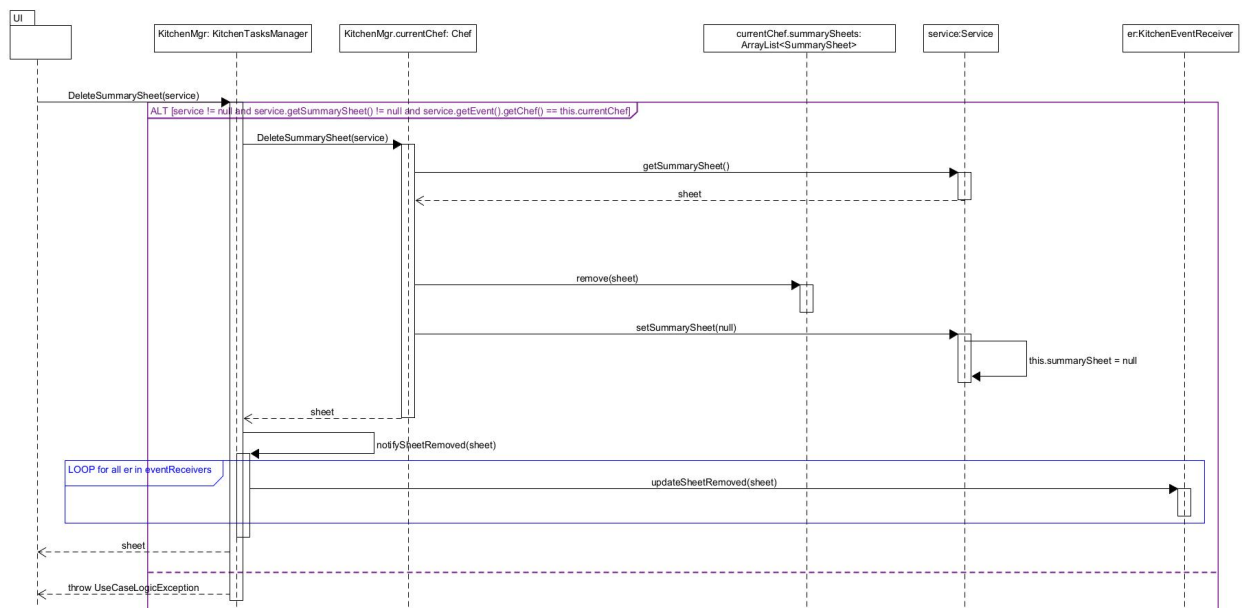 UI
KitchenMgr: KitchenTasksManager
KitchenMgr.currentChef: Chef
currentChef.summarySheets:
ArrayList<SummarySheet>
service:Service
er:KitchenEventReceiver
DeleteSummarySheet(service)
ALT [service != null and service.getSummarySheet() != null and service.getEvent().getChef() == this.currentChef]
DeleteSummarySheet(service)
getSummarySheet()
sheet
remove(sheet)
setSummarySheet(null)
this.summarySheet = null
sheet
notifySheetRemoved(sheet)
LOOP for all er in eventReceivers
updateSheetRemoved(sheet)
sheet
throw UseCaseLogicException